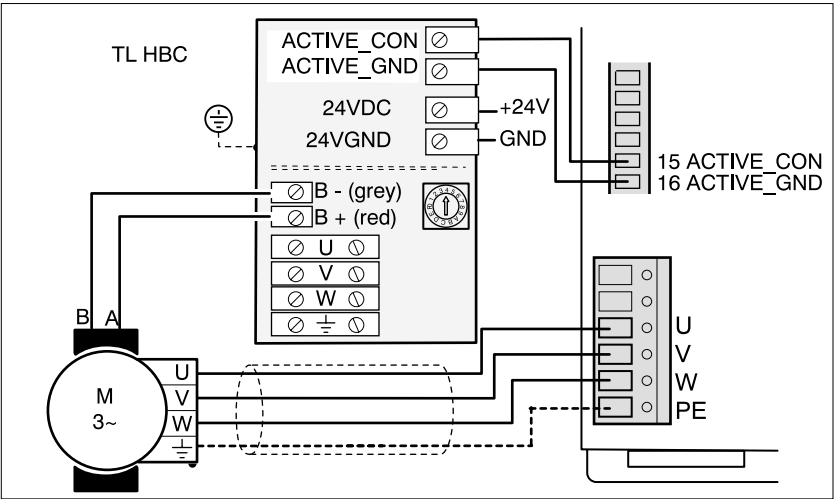 TL HBC
ACTIVE_CON
ACTIVE_GND
24VDC
24VGND
+24V
GND
15 ACTIVE_CON
16 ACTIVE_GND
B - (grey)
B + (red)
U
V
W
B A
M
3~
U
V
W
U
V
W
PE